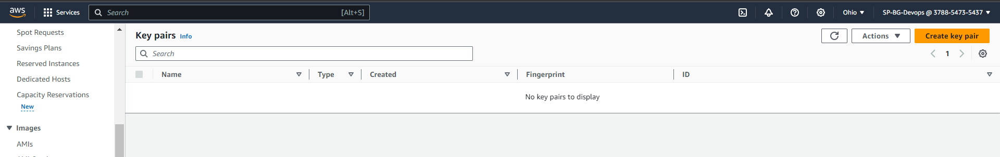 aws Services Search [Alt+S] Ohio SP-BG-Devops @ 3788-5473-5437
Spot Requests
Savings Plans
Reserved Instances
Dedicated Hosts
Capacity Reservations
New
Images
AMIs
Key pairs Info
Actions Create key pair
Search
1
Name Type Created Fingerprint ID
No key pairs to display